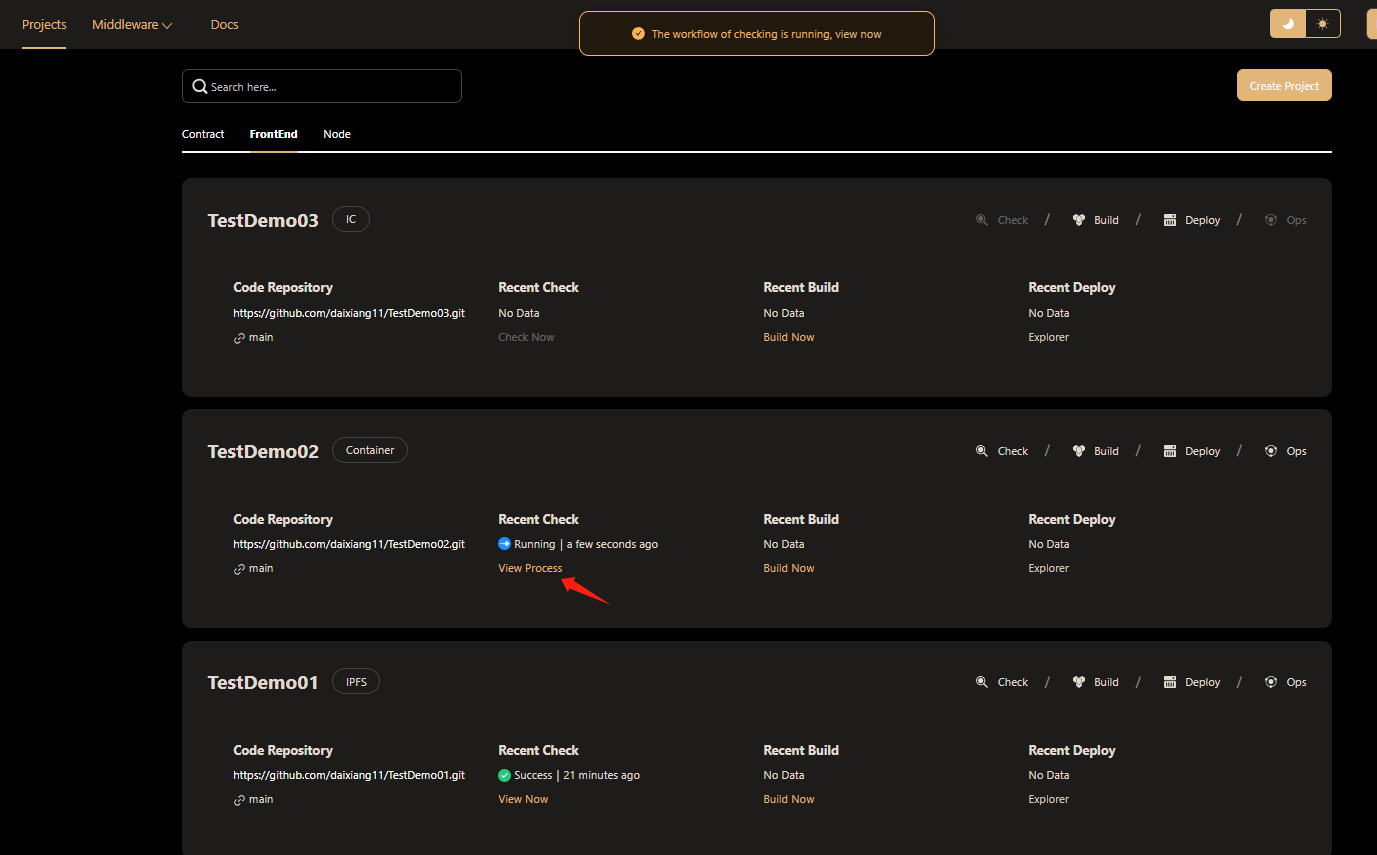 Projects Middleware Docs
The workflow of checking is running, view now
Search here...
Create Project
Contract FrontEnd Node
TestDemo03 IC Check / Build / Deploy / Ops
Code Repository Recent Check Recent Build Recent Deploy
https://github.com/daixiang11/TestDemo03.git No Data No Data No Data
main Check Now Build Now Explorer
TestDemo02 Container Check / Build / Deploy / Ops
Code Repository Recent Check Recent Build Recent Deploy
https://github.com/daixiang11/TestDemo02.git Running | a few seconds ago No Data No Data
main View Process Build Now Explorer
TestDemo01 IPFS Check / Build / Deploy / Ops
Code Repository Recent Check Recent Build Recent Deploy
https://github.com/daixiang11/TestDemo01.git Success | 21 minutes ago No Data No Data
main View Now Build Now Explorer